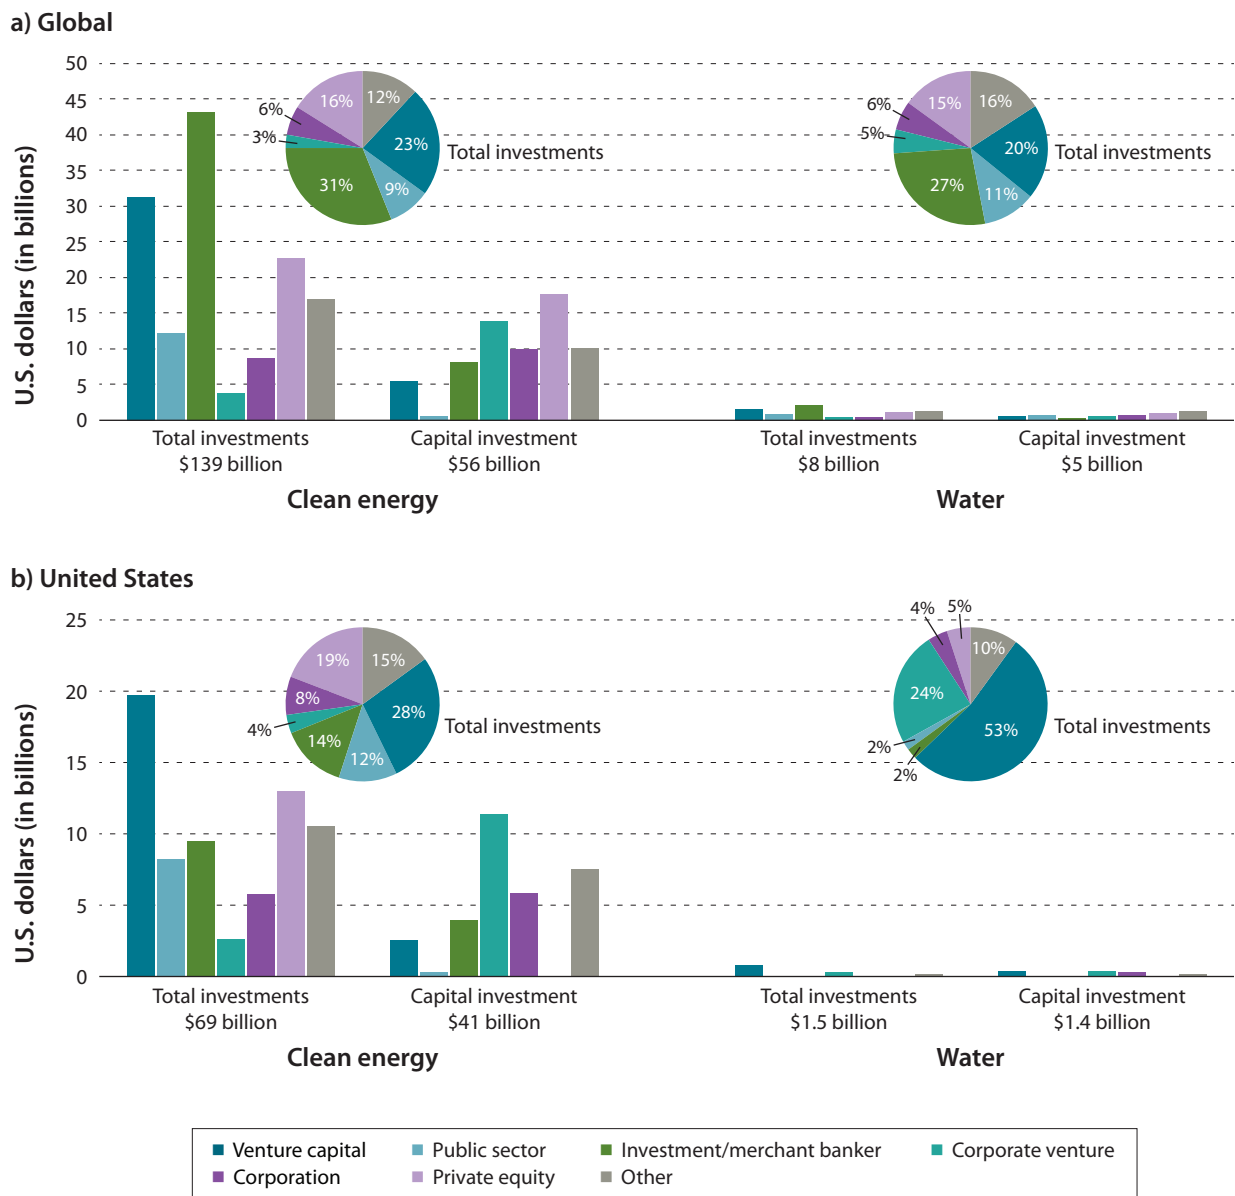 a) Global
U.S. dollars (in billions)
50
45
40
35
30
25
20
15
10
5
0
16%
12%
6%
3%
23%
31%
9%
Total investments
15%
16%
6%
5%
20%
27%
11%
Total investments
Total investments
$139 billion
Capital investment
$56 billion
Clean energy
Total investments
$8 billion
Capital investment
$5 billion
Water
b) United States
U.S. dollars (in billions)
25
20
15
10
5
0
19%
15%
8%
4%
28%
14%
12%
Total investments
4%
5%
10%
24%
53%
2%
2%
Total investments
Total investments
$69 billion
Capital investment
$41 billion
Clean energy
Total investments
$1.5 billion
Capital investment
$1.4 billion
Water
Venture capital
Public sector
Investment/merchant banker
Corporate venture
Corporation
Private equity
Other